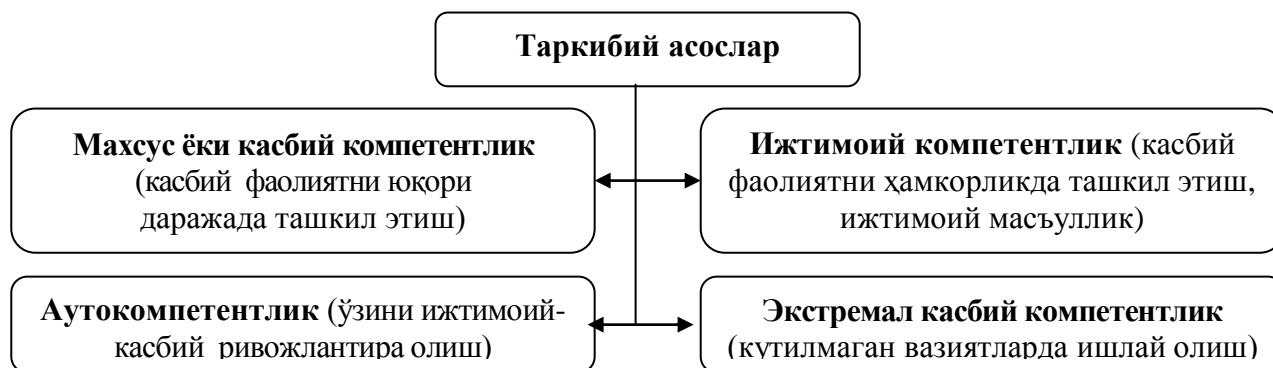 Таркибий асослар
Махсус ёки касбий компетентлик
(касбий фаолиятни юқори
даражада ташкил этиш)
Ижтимоий компетентлик (касбий
фаолиятни ҳамкорликда ташкил этиш,
ижтимоий масъуллик)
Аутокомпетентлик (ўзини ижтимоий-
касбий ривожлантира олиш)
Экстремал касбий компетентлик
(кутилмаган вазиятларда ишлай олиш)